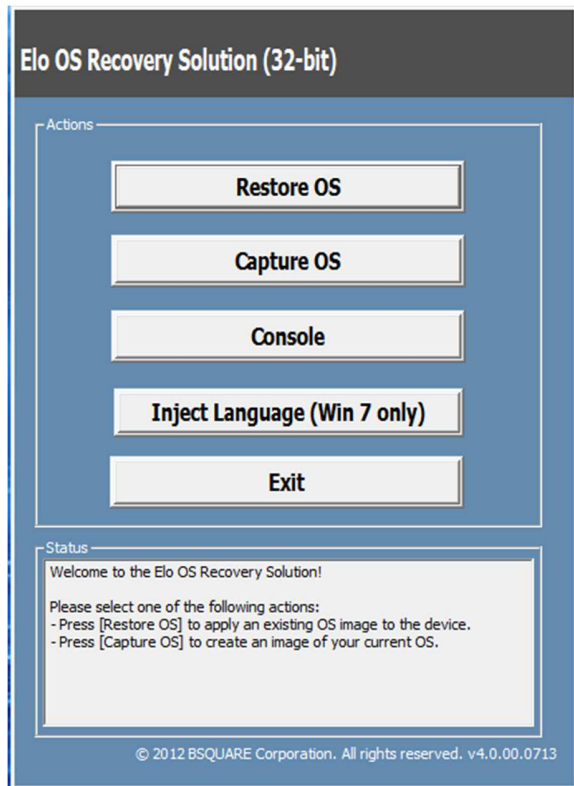 Elo OS Recovery Solution (32-bit)
Actions
Restore OS
Capture OS
Console
Inject Language (Win 7 only)
Exit
Status
Welcome to the Elo OS Recovery Solution!
Please select one of the following actions:
- Press [Restore OS] to apply an existing OS image to the device.
- Press [Capture OS] to create an image of your current OS.
© 2012 BSQUARE Corporation. All rights reserved. v4.0.00.0713